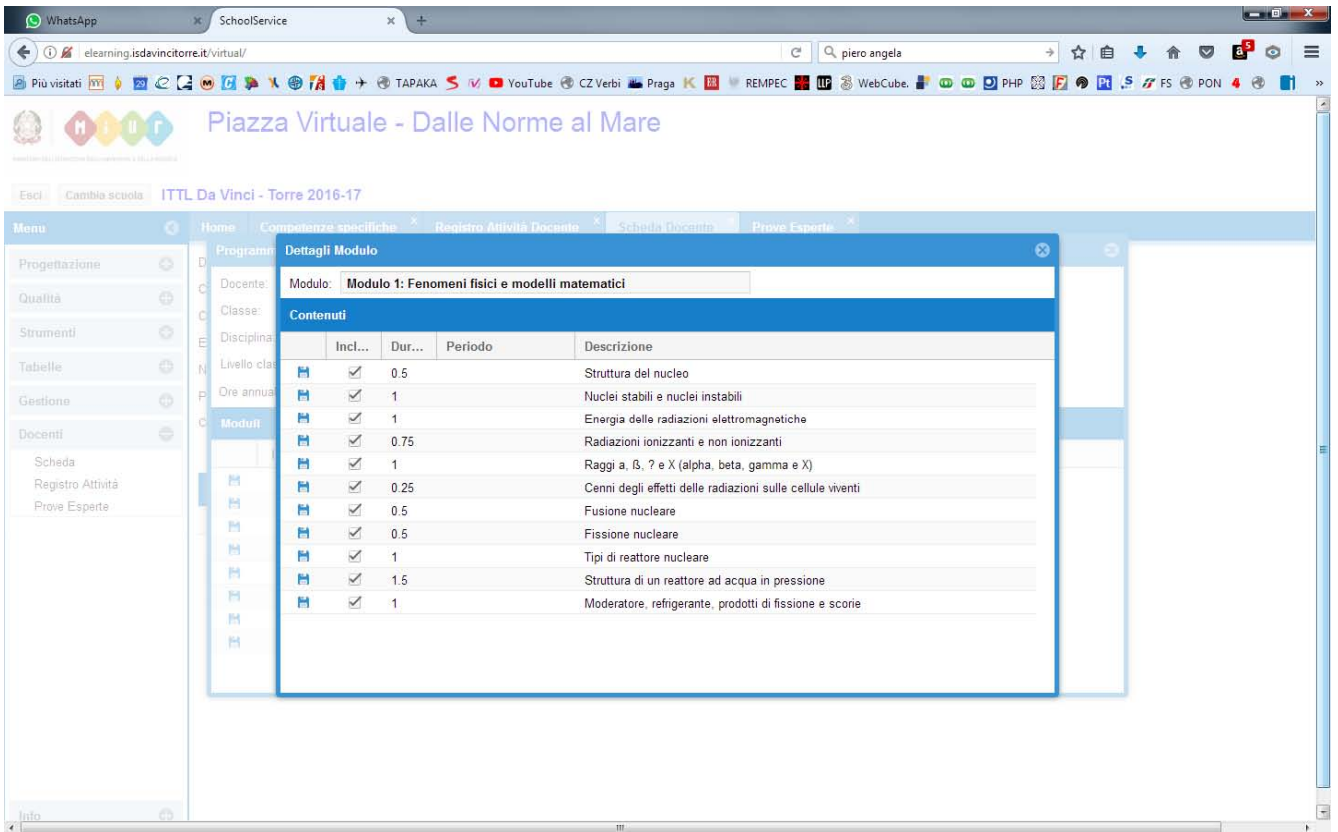 WhatsApp
SchoolService
elearning.isdavincitorre.it/virtual/
piero angela
Più visitati
TAPAKA
YouTube
CZ Verbi
Praga
REMPEC
WebCube.
PHP
FS
PON
Piazza Virtuale - Dalle Norme al Mare
Esci
Cambia scuola
ITTL Da Vinci - Torre 2016-17
Menu
Home
Competenze specifiche
Registro Attività Docente
Scheda Docente
Prove Esperte
Progettazione
Qualità
Strumenti
Tabelle
Gestione
Docenti
Scheda
Registro Attività
Prove Esperte
Info
Docente:
Classe:
Disciplina:
Moduli
Dettagli Modulo
Modulo: Modulo 1: Fenomeni fisici e modelli matematici
Contenuti
Incl... Dur... Periodo Descrizione
0.5 Struttura del nucleo
1 Nuclei stabili e nuclei instabili
1 Energia delle radiazioni elettromagnetiche
0.75 Radiazioni ionizzanti e non ionizzanti
1 Raggi a, ß, ? e X (alpha, beta, gamma e X)
0.25 Cenni degli effetti delle radiazioni sulle cellule viventi
0.5 Fusione nucleare
0.5 Fissione nucleare
1 Tipi di reattore nucleare
1.5 Struttura di un reattore ad acqua in pressione
1 Moderatore, refrigerante, prodotti di fissione e scorie